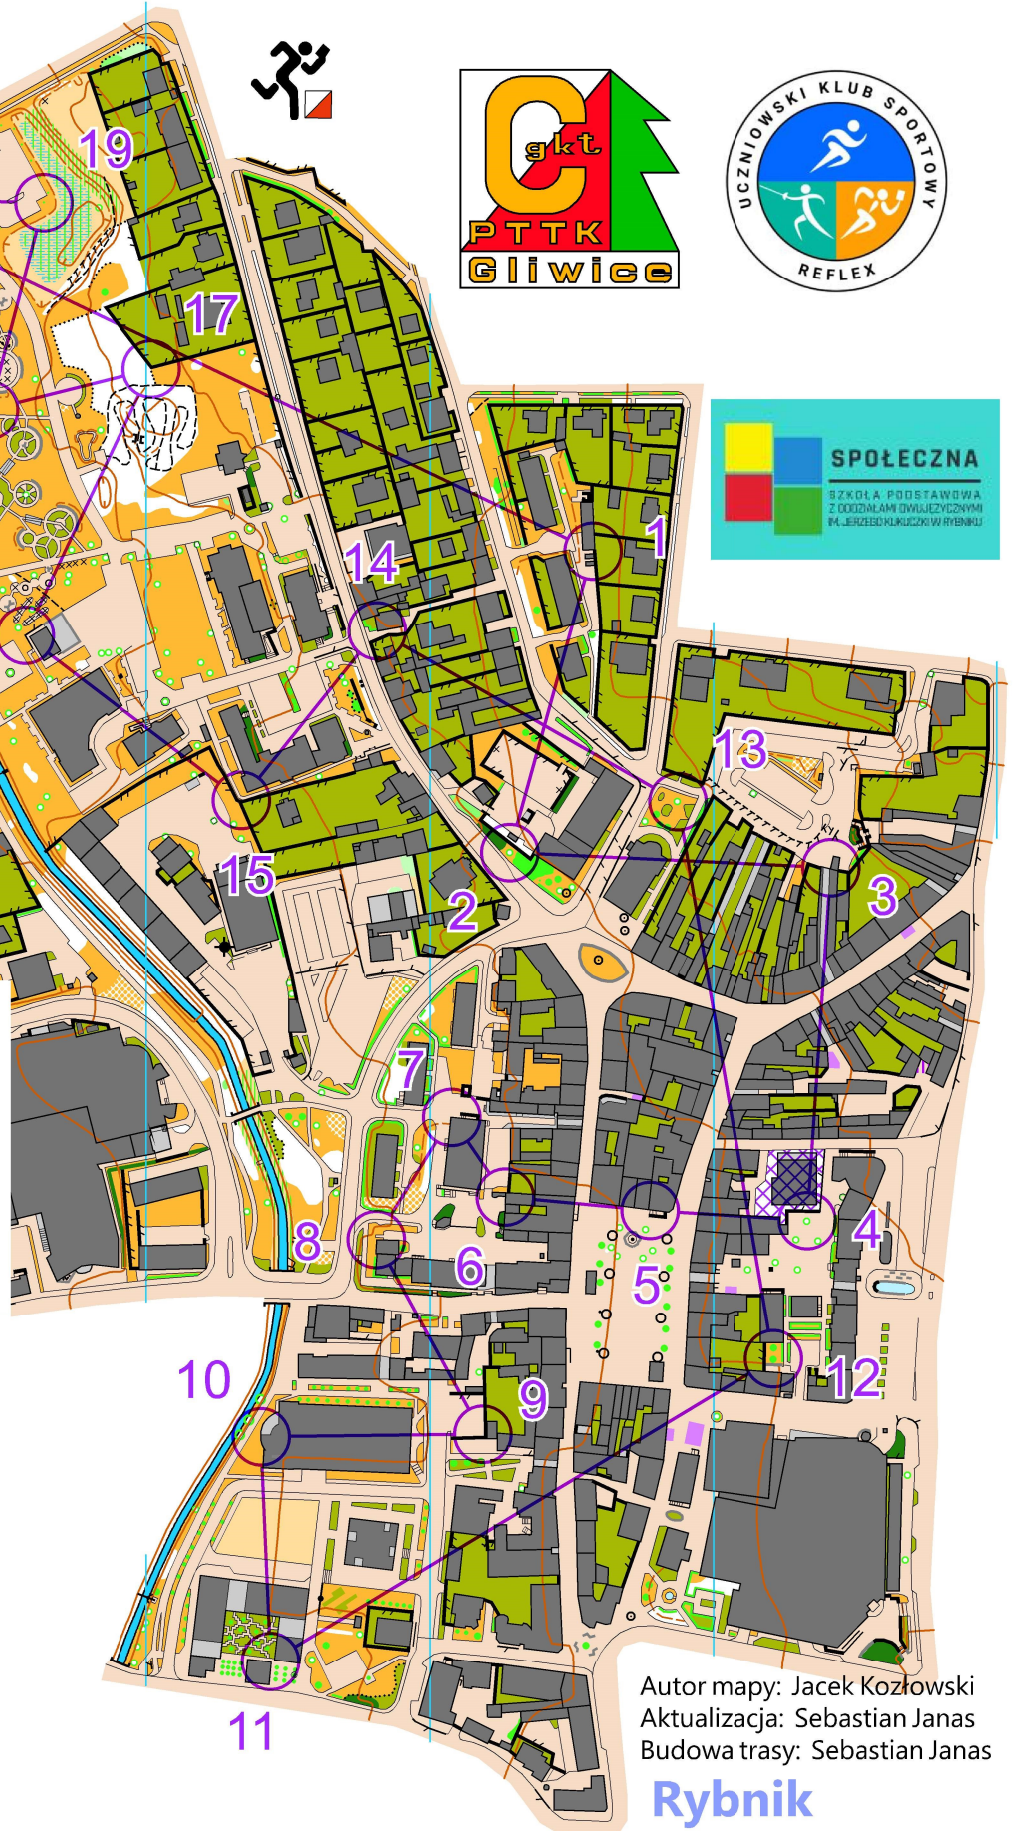 UCZNIOWSKI KLUB SPORTOWY
REFLEX
C
gkt
PTTK
Gliwice
19
17
SPOŁECZNA
SZKOŁA PODSTAWOWA
Z ODDZIAŁAMI DWUJĘZYCZNYMI
IM. JERZEGO KUKUCZKI W RYBNIKU
1
14
13
15
2
3
7
8
6
5
4
10
9
12
11
Autor mapy: Jacek Kozłowski
Aktualizacja: Sebastian Janas
Budowa trasy: Sebastian Janas
Rybnik